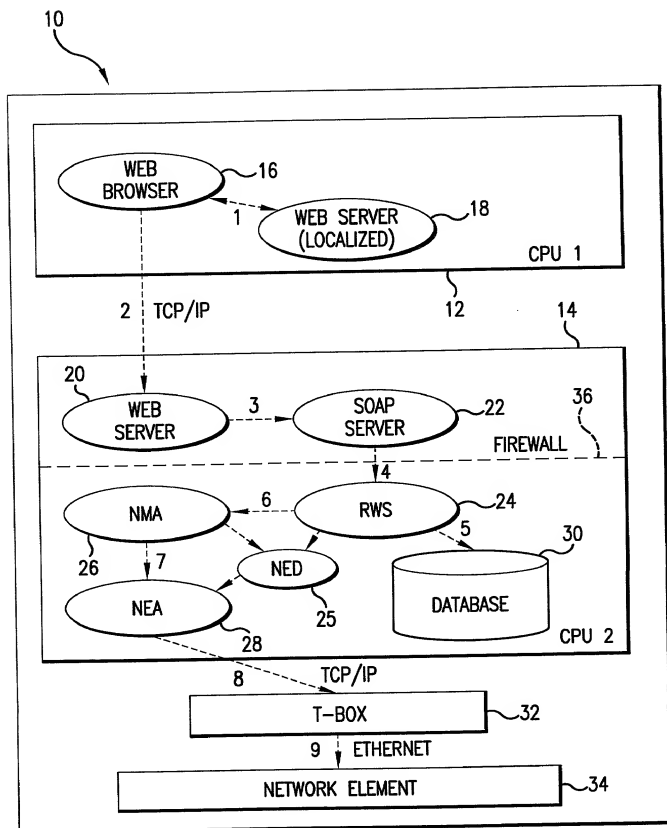 10
WEB
BROWSER
16
1
WEB SERVER
(LOCALIZED)
18
CPU 1
12
2 TCP/IP
14
20
WEB
SERVER
3
SOAP
SERVER
22
36
FIREWALL
4
NMA
6
RWS
24
26
7
NED
25
5
30
DATABASE
NEA
28
CPU 2
8
TCP/IP
T-BOX
32
9 ETHERNET
NETWORK ELEMENT
34